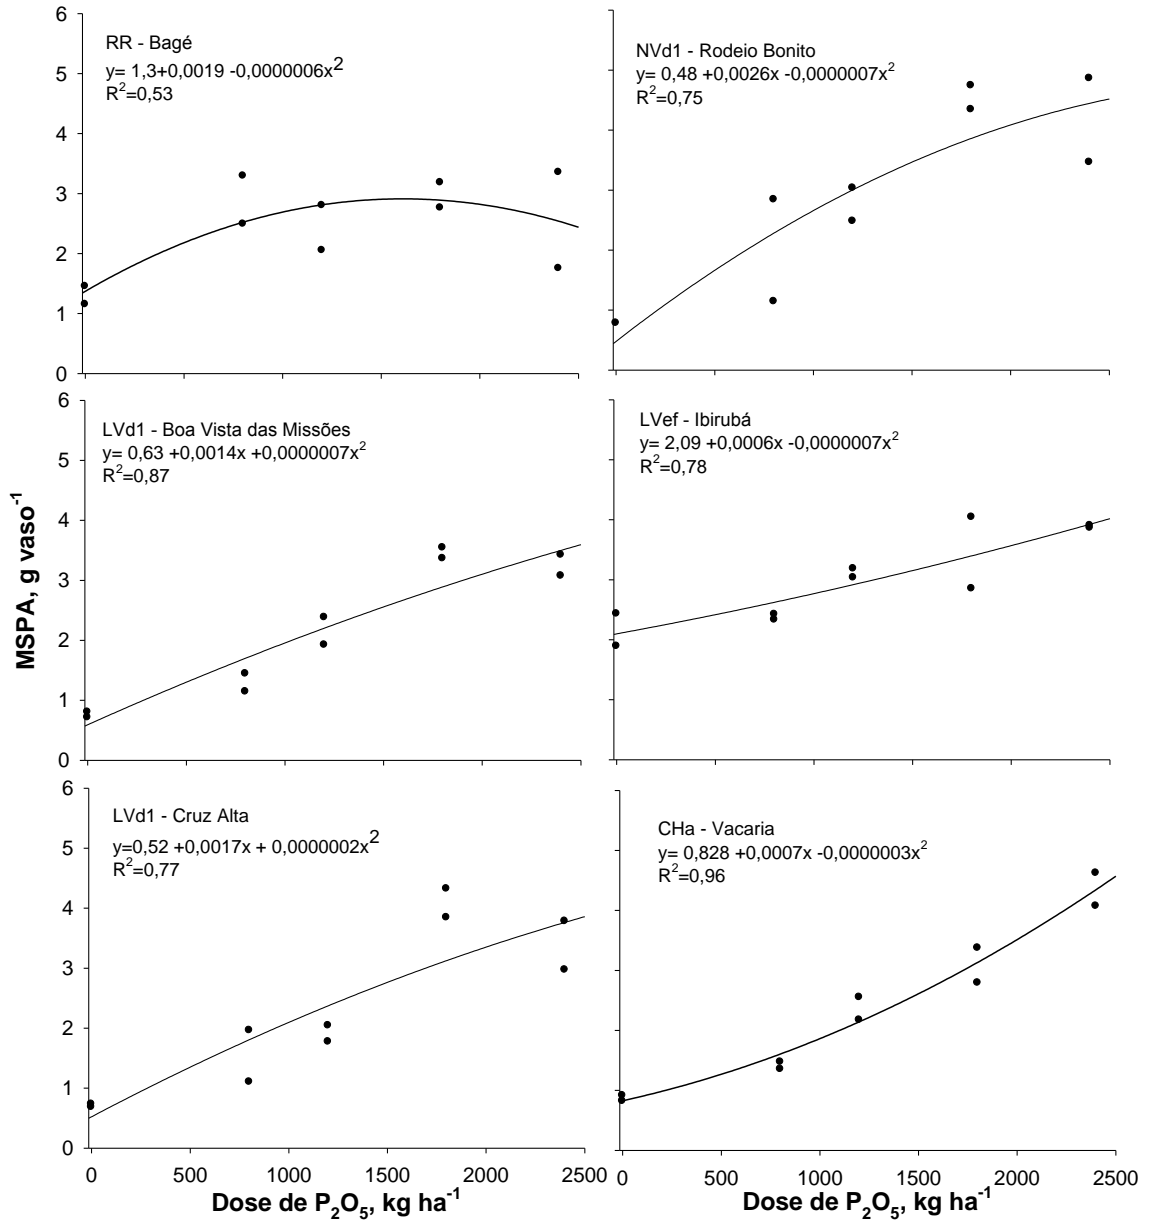 6
5
4
3
2
1
0
RR - Bagé
y= 1,3+0,0019 -0,0000006x²
R²=0,53
NVd1 - Rodeio Bonito
y= 0,48 +0,0026x -0,0000007x²
R²=0,75
6
5
4
3
2
1
0
LVd1 - Boa Vista das Missões
y= 0,63 +0,0014x +0,0000007x²
R²=0,87
LVef - Ibirubá
y= 2,09 +0,0006x -0,0000007x²
R²=0,78
MSPA, g vaso⁻¹
6
5
4
3
2
1
0
LVd1 - Cruz Alta
y=0,52 +0,0017x + 0,0000002x²
R²=0,77
CHa - Vacaria
y= 0,828 +0,0007x -0,0000003x²
R²=0,96
0 500 1000 1500 2000 2500
0 500 1000 1500 2000 2500
Dose de P₂O₅, kg ha⁻¹
Dose de P₂O₅, kg ha⁻¹